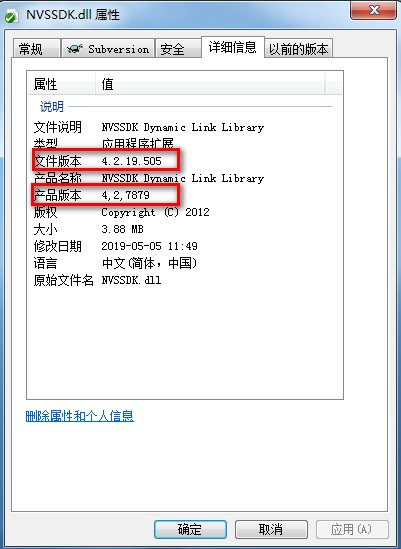 NVSSDK.dll 属性
常规 Subversion 安全 详细信息 以前的版本
属性 值
说明
文件说明 NVSSDK Dynamic Link Library
类型 应用程序扩展
文件版本 4.2.19.505
产品名称 NVSSDK Dynamic Link Library
产品版本 4,2,7879
版权 Copyright (C) 2012
大小 3.88 MB
修改日期 2019-05-05 11:49
语言 中文(简体，中国)
原始文件名 NVSSDK.dll
删除属性和个人信息
确定 取消 应用(A)